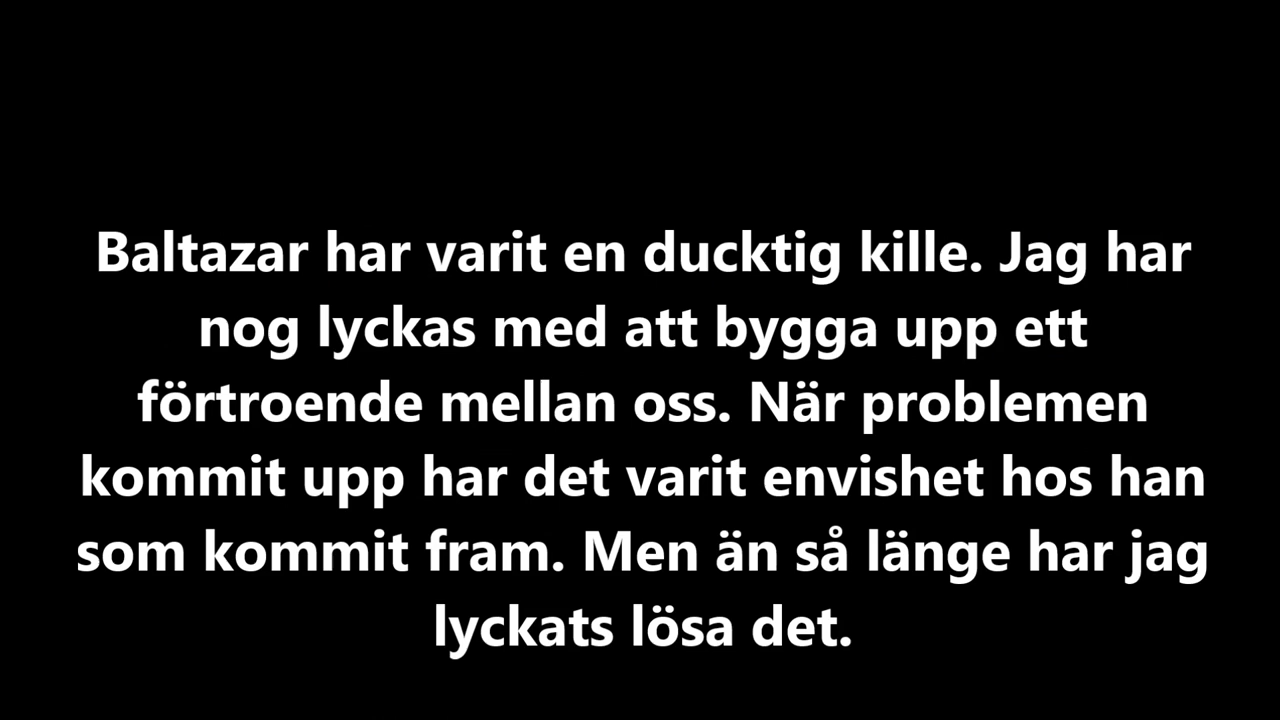 Baltazar har varit en ducktig kille. Jag har
nog lyckas med att bygga upp ett
förtroende mellan oss. När problemen
kommit upp har det varit envishet hos han
som kommit fram. Men än så länge har jag
lyckats lösa det.